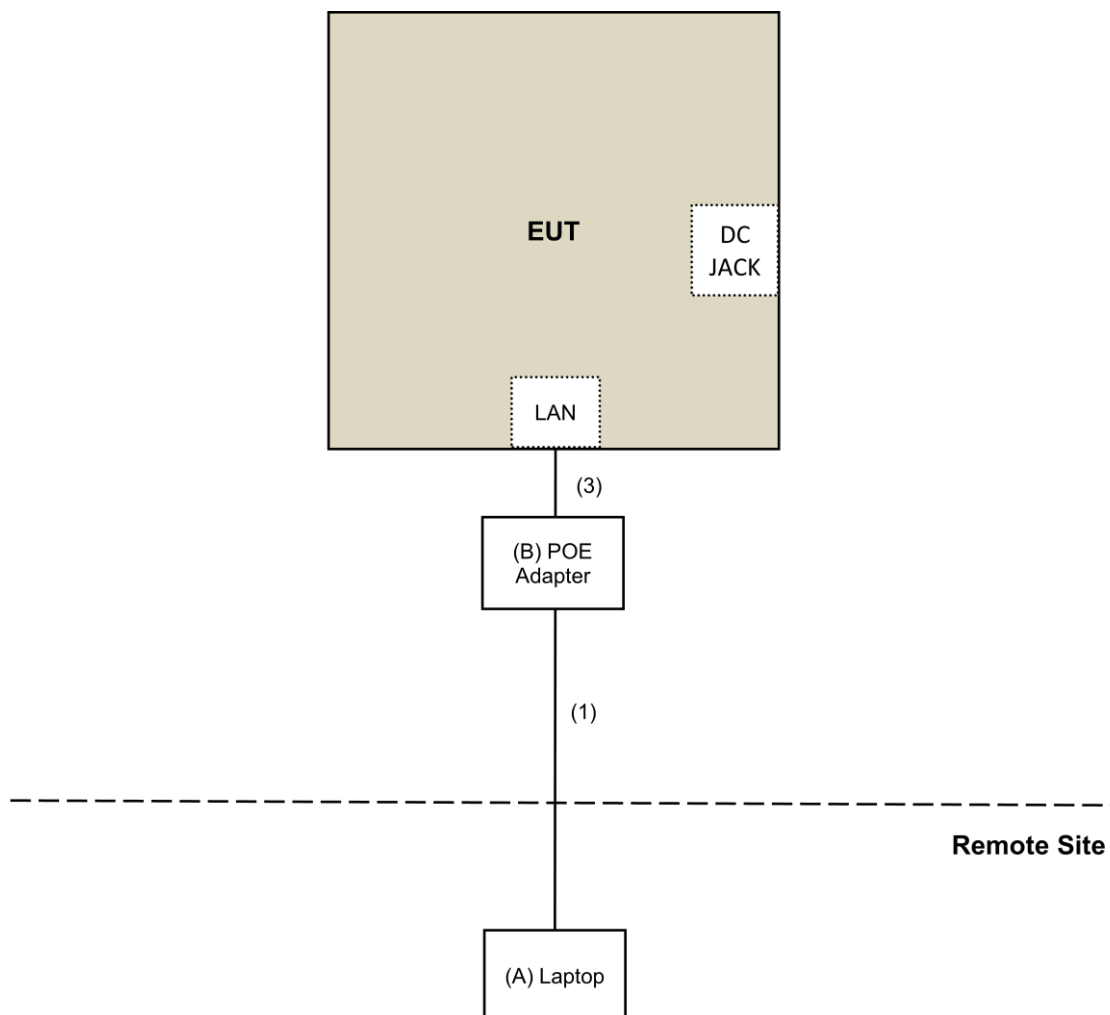 EUT
DC
JACK
LAN
(3)
(B) POE
Adapter
(1)
Remote Site
(A) Laptop